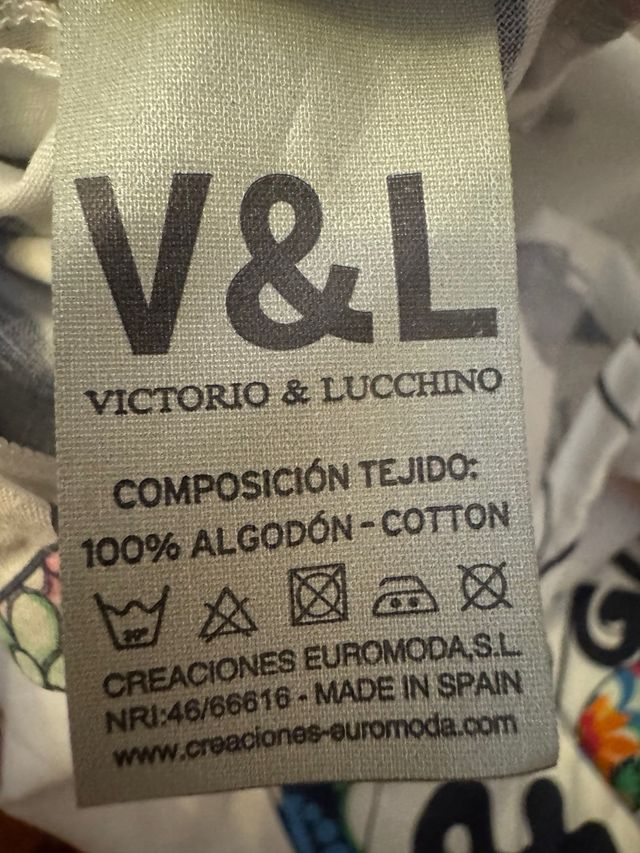 V&L
VICTORIO & LUCCHINO
COMPOSICIÓN TEJIDO:
100% ALGODÓN - COTTON
CREACIONES EUROMODA,S.L.
NRI:46/66616 - MADE IN SPAIN
www.creaciones-euromoda.com